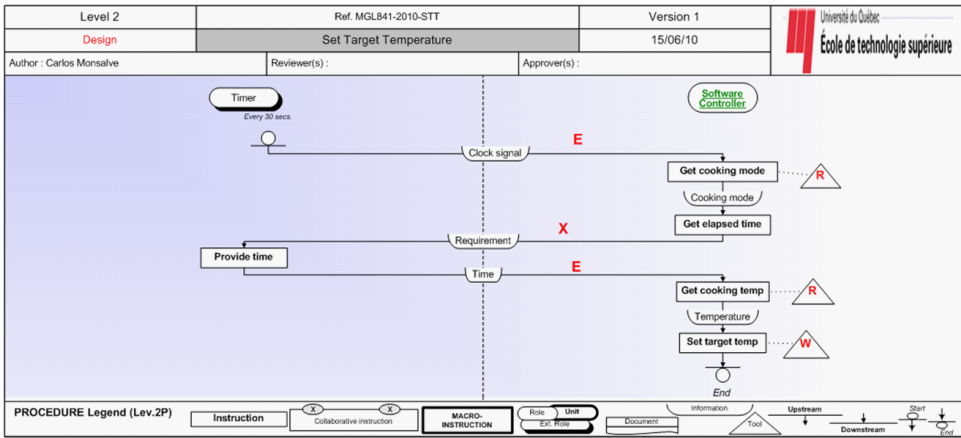 Level 2
Ref. MGL841-2010-STT
Version 1
Université du Québec
Design
Set Target Temperature
15/06/10
École de technologie supérieure
Author : Carlos Monsalve
Reviewer(s) :
Approver(s) :
Timer
Software
Controller
Every 30 secs.
E
Clock signal
Get cooking mode
R
Cooking mode
Get elapsed time
X
Requirement
Provide time
E
Time
Get cooking temp
R
Temperature
Set target temp
W
End
PROCEDURE Legend (Lev.2P)
Instruction
X
X
Collaborative instruction
MACRO-
INSTRUCTION
Role
Unit
Ext. Role
Document
Information
Tool
Upstream
Downstream
Start
End